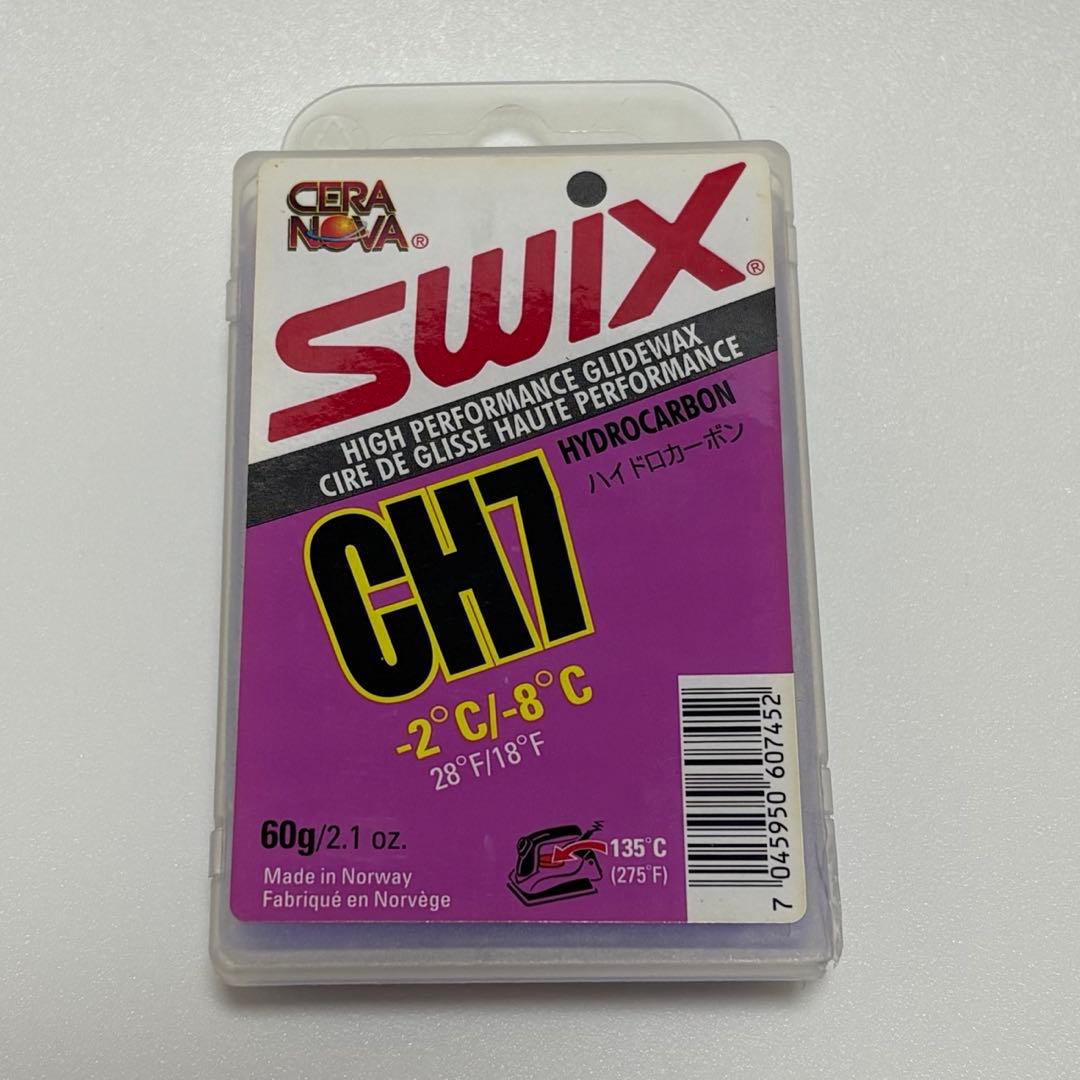 CERA
NOVA®
SWIX®
HIGH PERFORMANCE GLIDEWAX
CIRE DE GLISSE HAUTE PERFORMANCE
HYDROCARBON
ハイドロカーボン
CH7
-2°C/-8°C
28°F/18°F
60g/2.1 oz.
Made in Norway
Fabriqué en Norvège
135°C
(275°F)
7 045950 607452